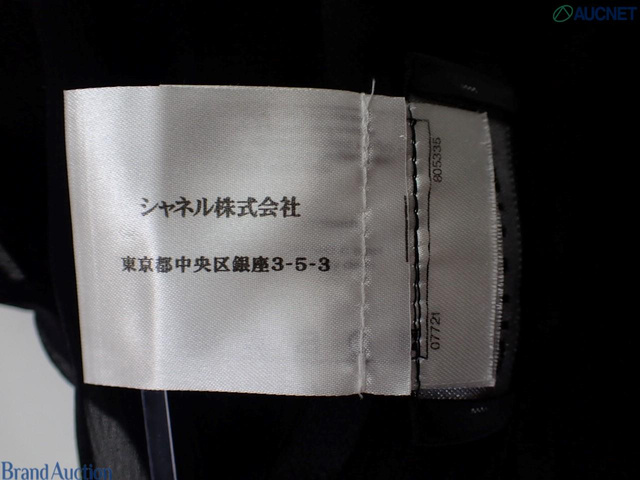 AUCNET
シャネル株式会社
東京都中央区銀座3-5-3
805335
07721
Brand Auction